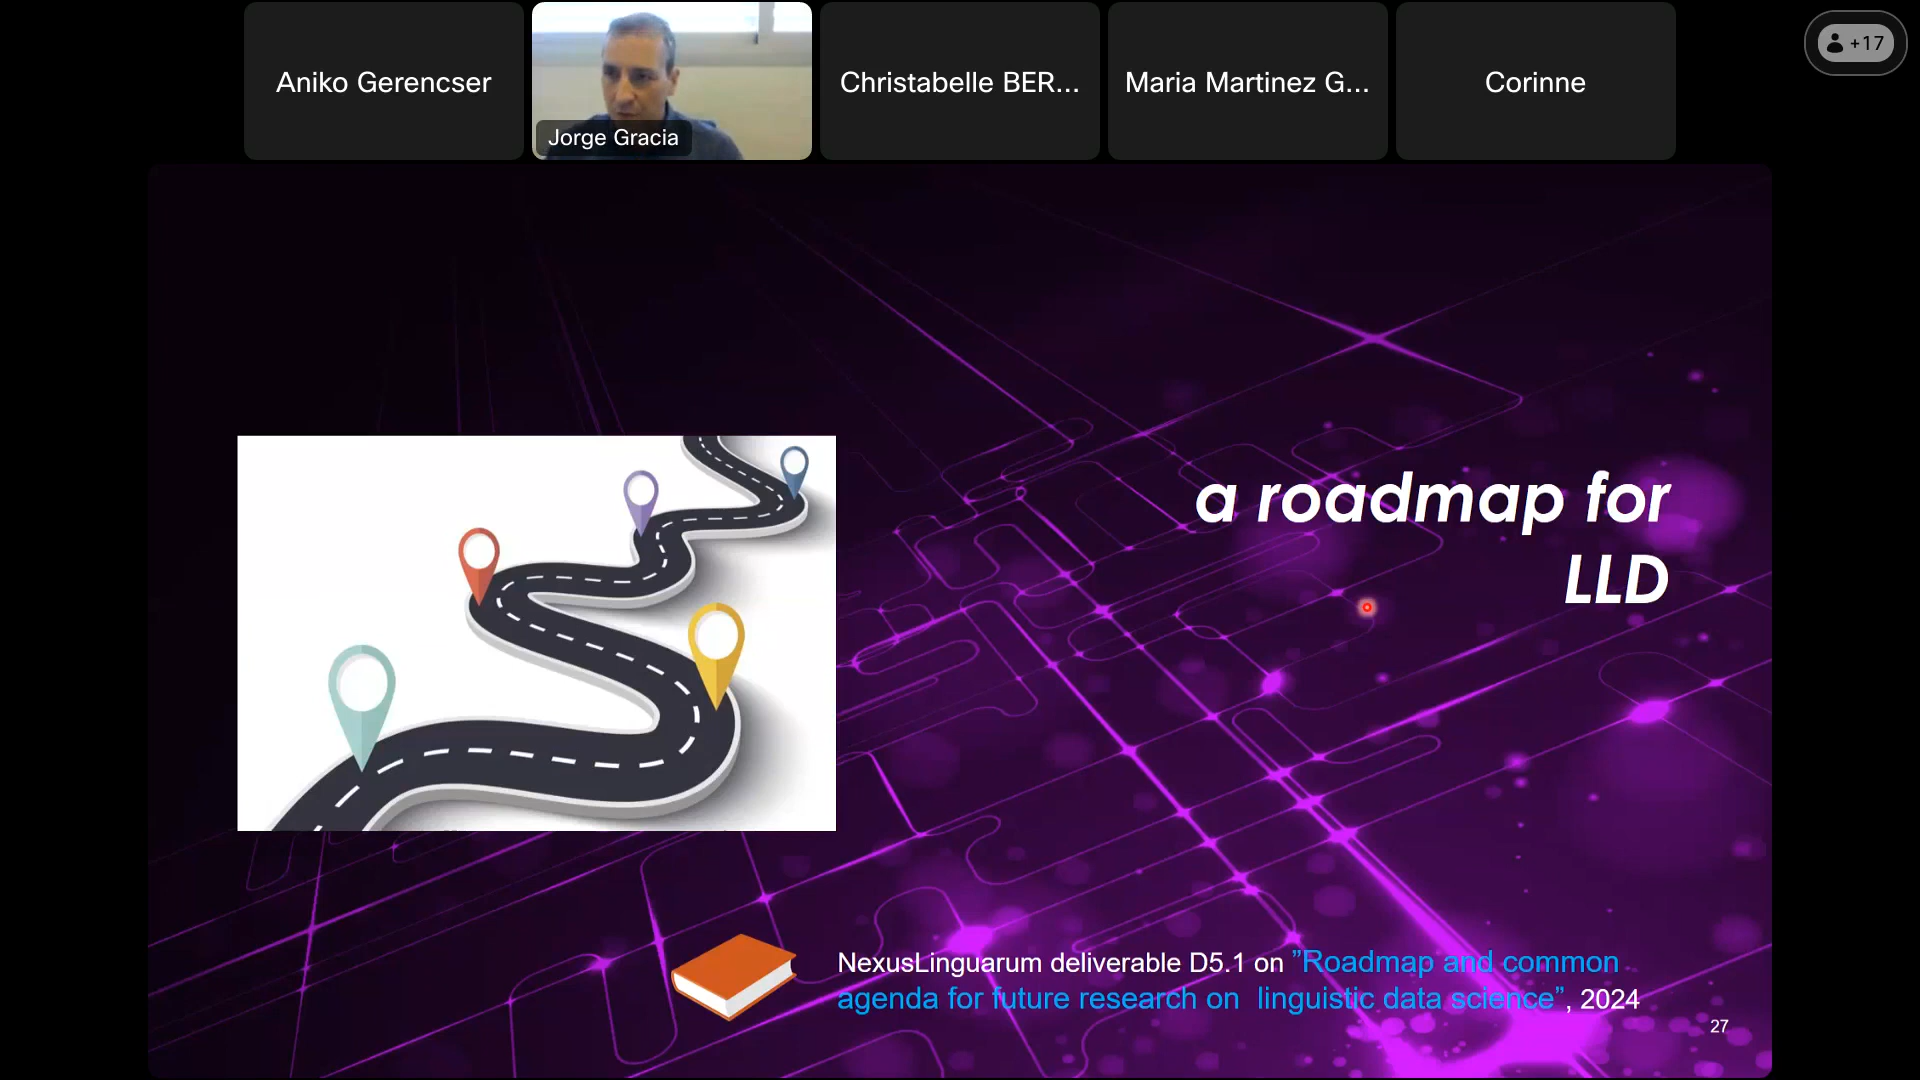 Aniko Gerencser
Jorge Gracia
Christabelle BER...
Maria Martinez G...
Corinne
+17
a roadmap for
LLD
NexusLinguarum deliverable D5.1 on ”Roadmap and common
agenda for future research on linguistic data science”, 2024
27